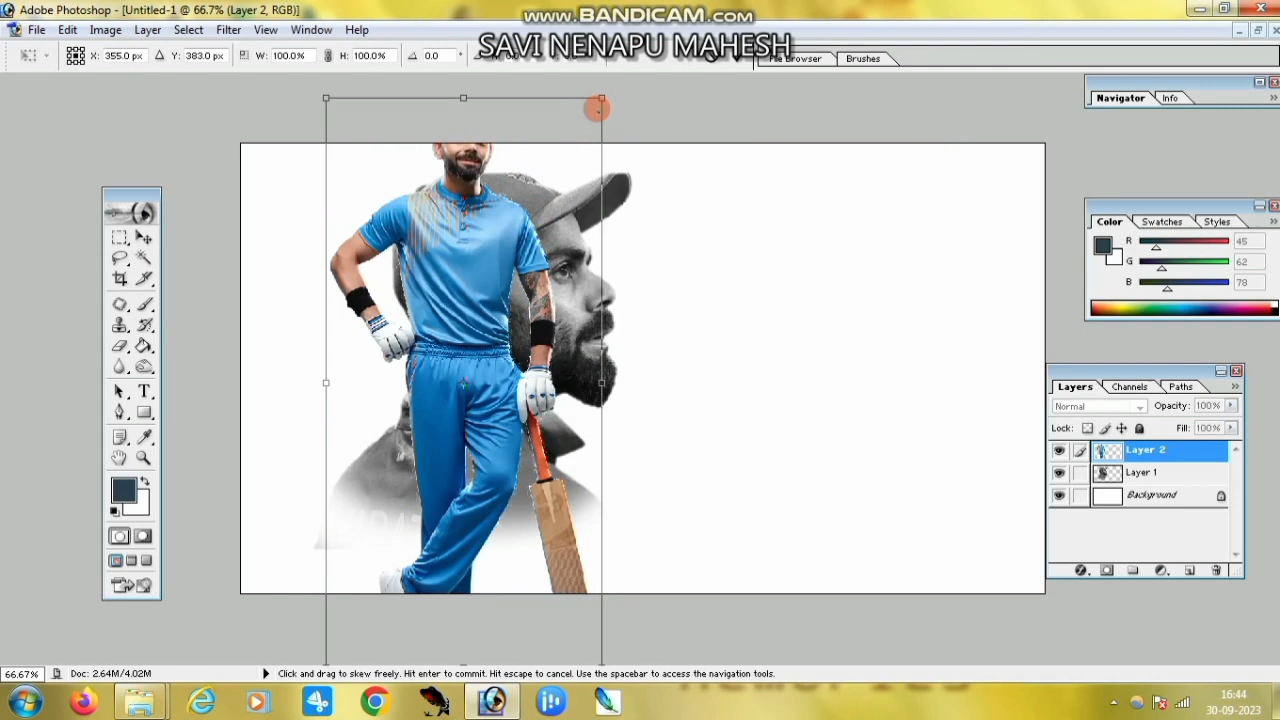 Adobe Photoshop - [Untitled-1 @ 66.7% (Layer 2, RGB)]
www.BANDICAM.com
File Edit Image Layer Select Filter View Window Help
SAVI NENAPU MAHESH
X: 355.0 px Y: 383.0 px W: 100.0% H: 100.0% 0.0 °
File Browser Brushes
Navigator Info
Color Swatches Styles
R 45
G 62
B 78
Layers Channels Paths
Normal Opacity: 100%
Lock: Fill: 100%
Layer 2
Layer 1
Background
66.67% Doc: 2.64M/4.02M Click and drag to skew freely. Hit enter to commit. Hit escape to cancel. Use the spacebar to access the navigation tools.
16:44
30-09-2023